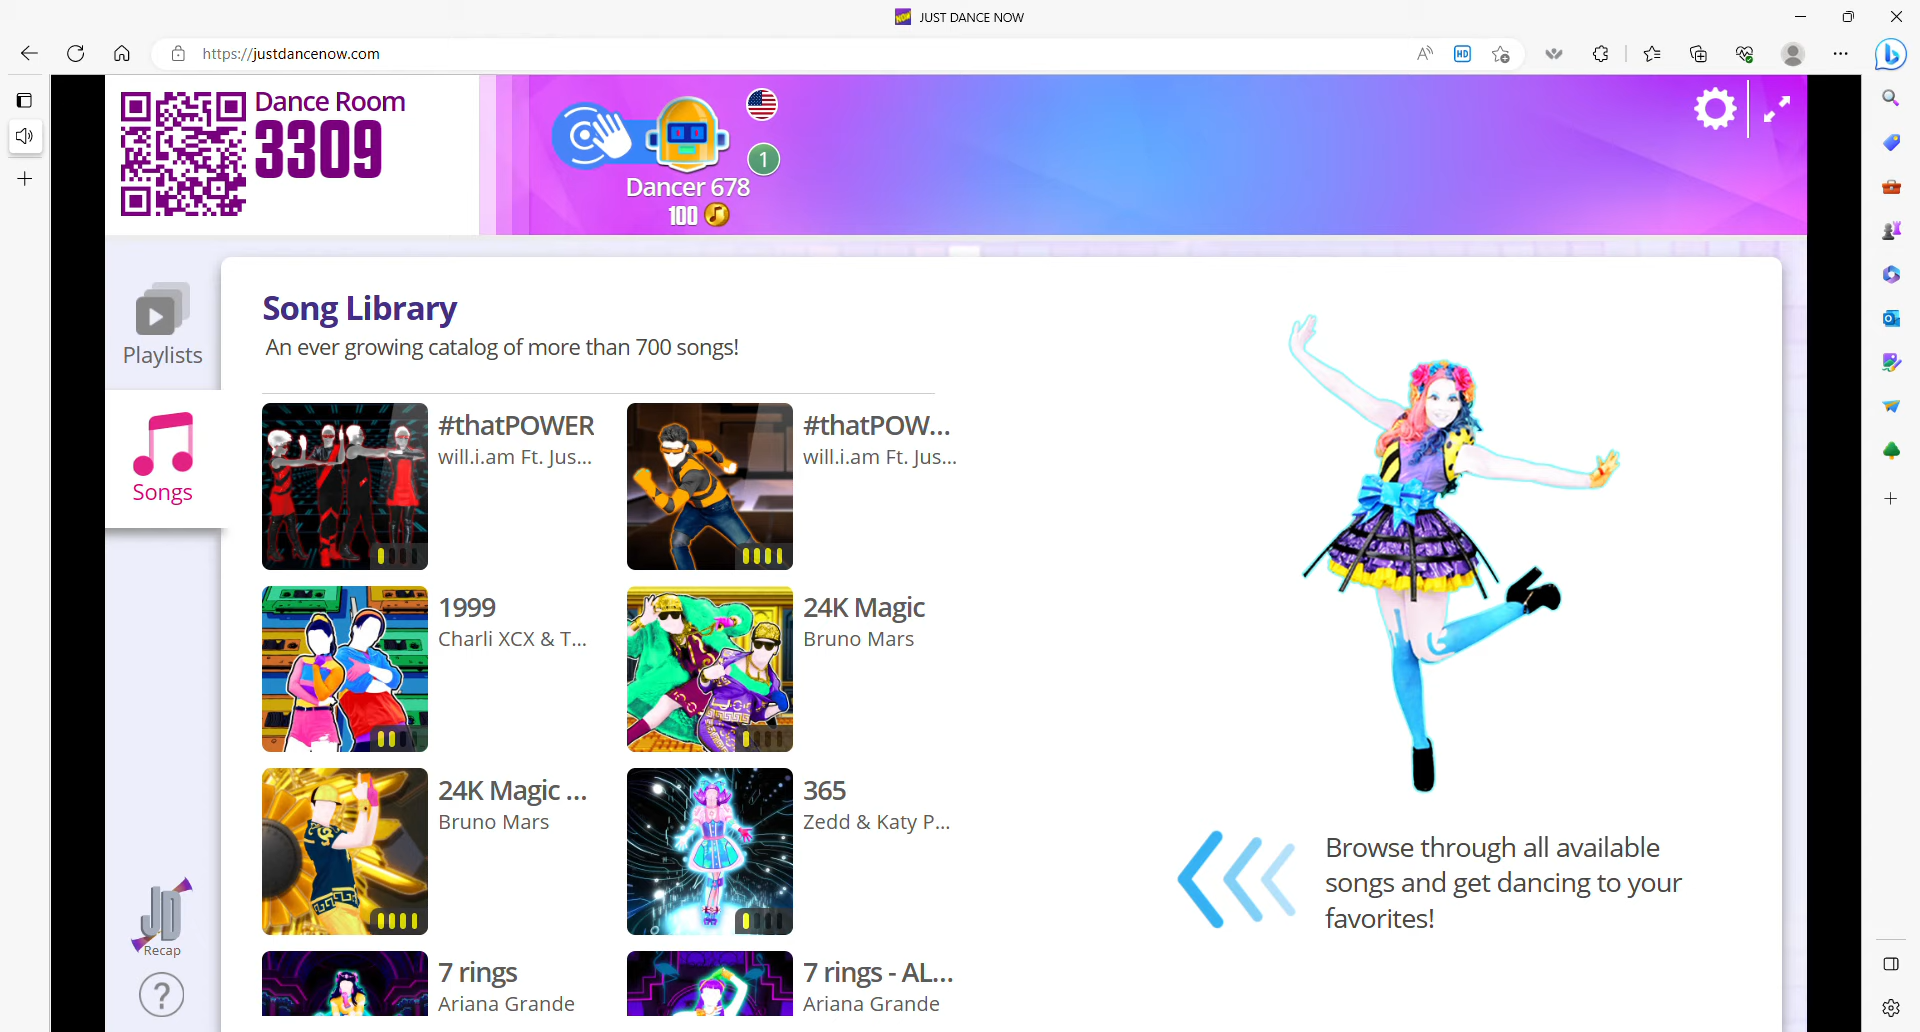 JUST DANCE NOW
https://justdancenow.com
HD
Dance Room
3309
1
Dancer 678
100
Playlists
Songs
JD
Recap
?
Song Library
An ever growing catalog of more than 700 songs!
#thatPOWER
will.i.am Ft. Jus...
#thatPOW...
will.i.am Ft. Jus...
1999
Charli XCX & T...
24K Magic
Bruno Mars
24K Magic ...
Bruno Mars
365
Zedd & Katy P...
7 rings
Ariana Grande
7 rings - AL...
Ariana Grande
Browse through all available
songs and get dancing to your
favorites!